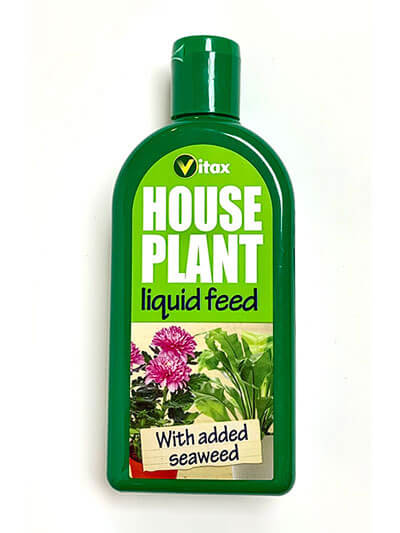 Vitax
HOUSE
PLANT
liquid feed
With added
seaweed